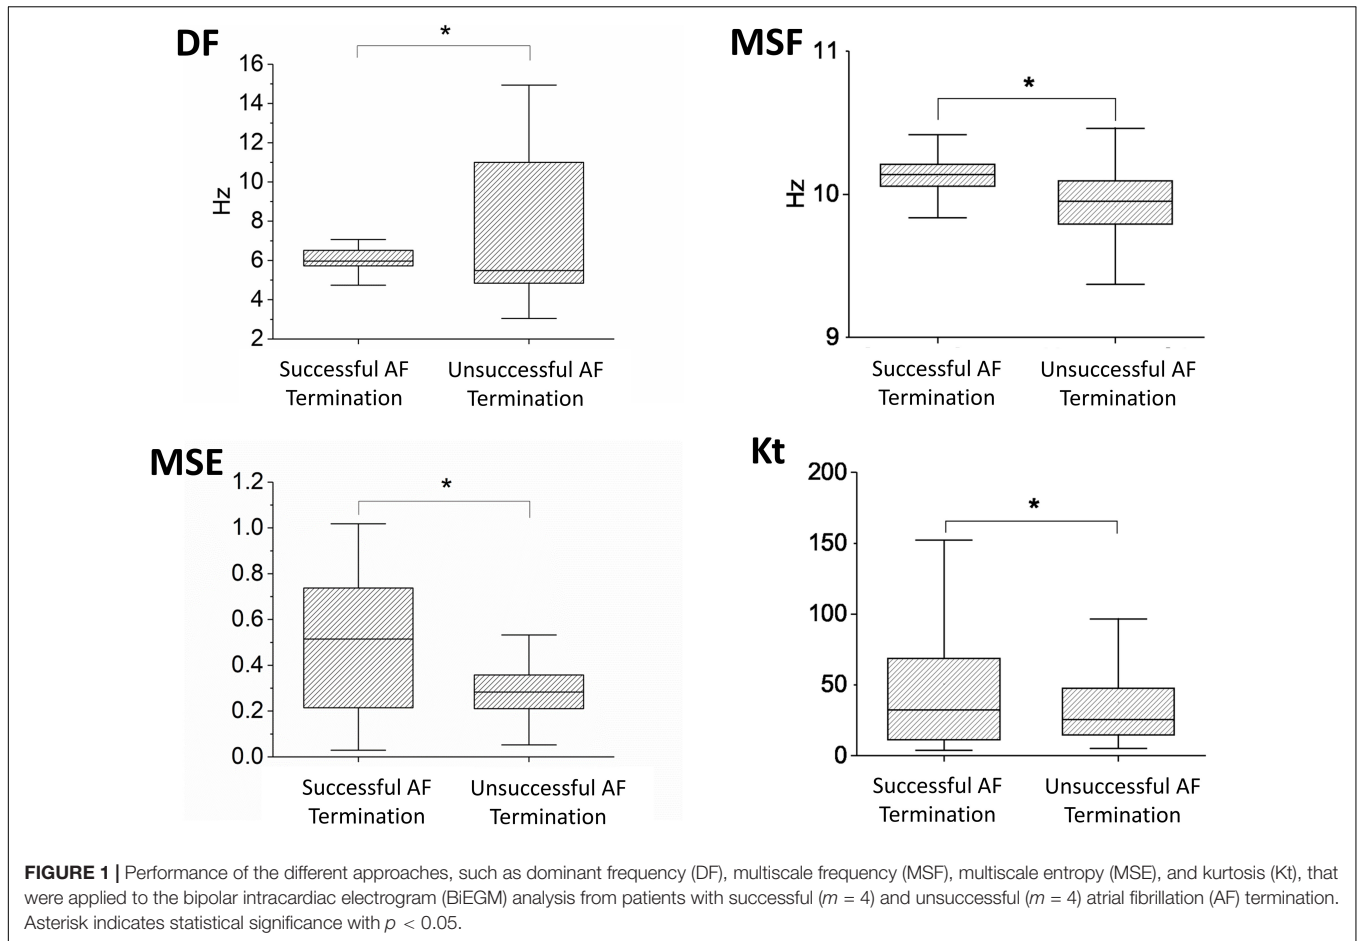 DF
*
16
14
12
10
8
6
4
2
Hz
Successful AF
Termination
Unsuccessful AF
Termination
MSF
*
11
10
9
Hz
Successful AF
Termination
Unsuccessful AF
Termination
MSE
*
1.2
1.0
0.8
0.6
0.4
0.2
0.0
Successful AF
Termination
Unsuccessful AF
Termination
Kt
*
200
150
100
50
0
Successful AF
Termination
Unsuccessful AF
Termination
FIGURE 1 | Performance of the different approaches, such as dominant frequency (DF), multiscale frequency (MSF), multiscale entropy (MSE), and kurtosis (Kt), that
were applied to the bipolar intracardiac electrogram (BiEGM) analysis from patients with successful (m = 4) and unsuccessful (m = 4) atrial fibrillation (AF) termination.
Asterisk indicates statistical significance with p < 0.05.